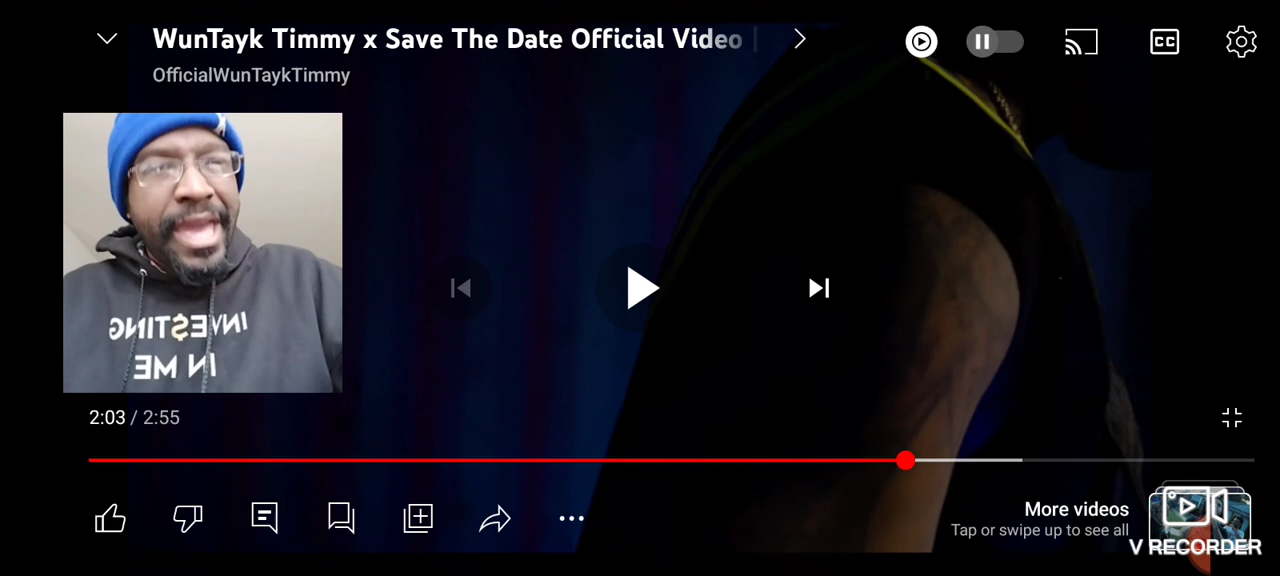 WunTayk Timmy x Save The Date Official Video
OfficialWunTaykTimmy
CC
INVE$TING
IN ME
2:03 / 2:55
More videos
Tap or swipe up to see all
V RECORDER